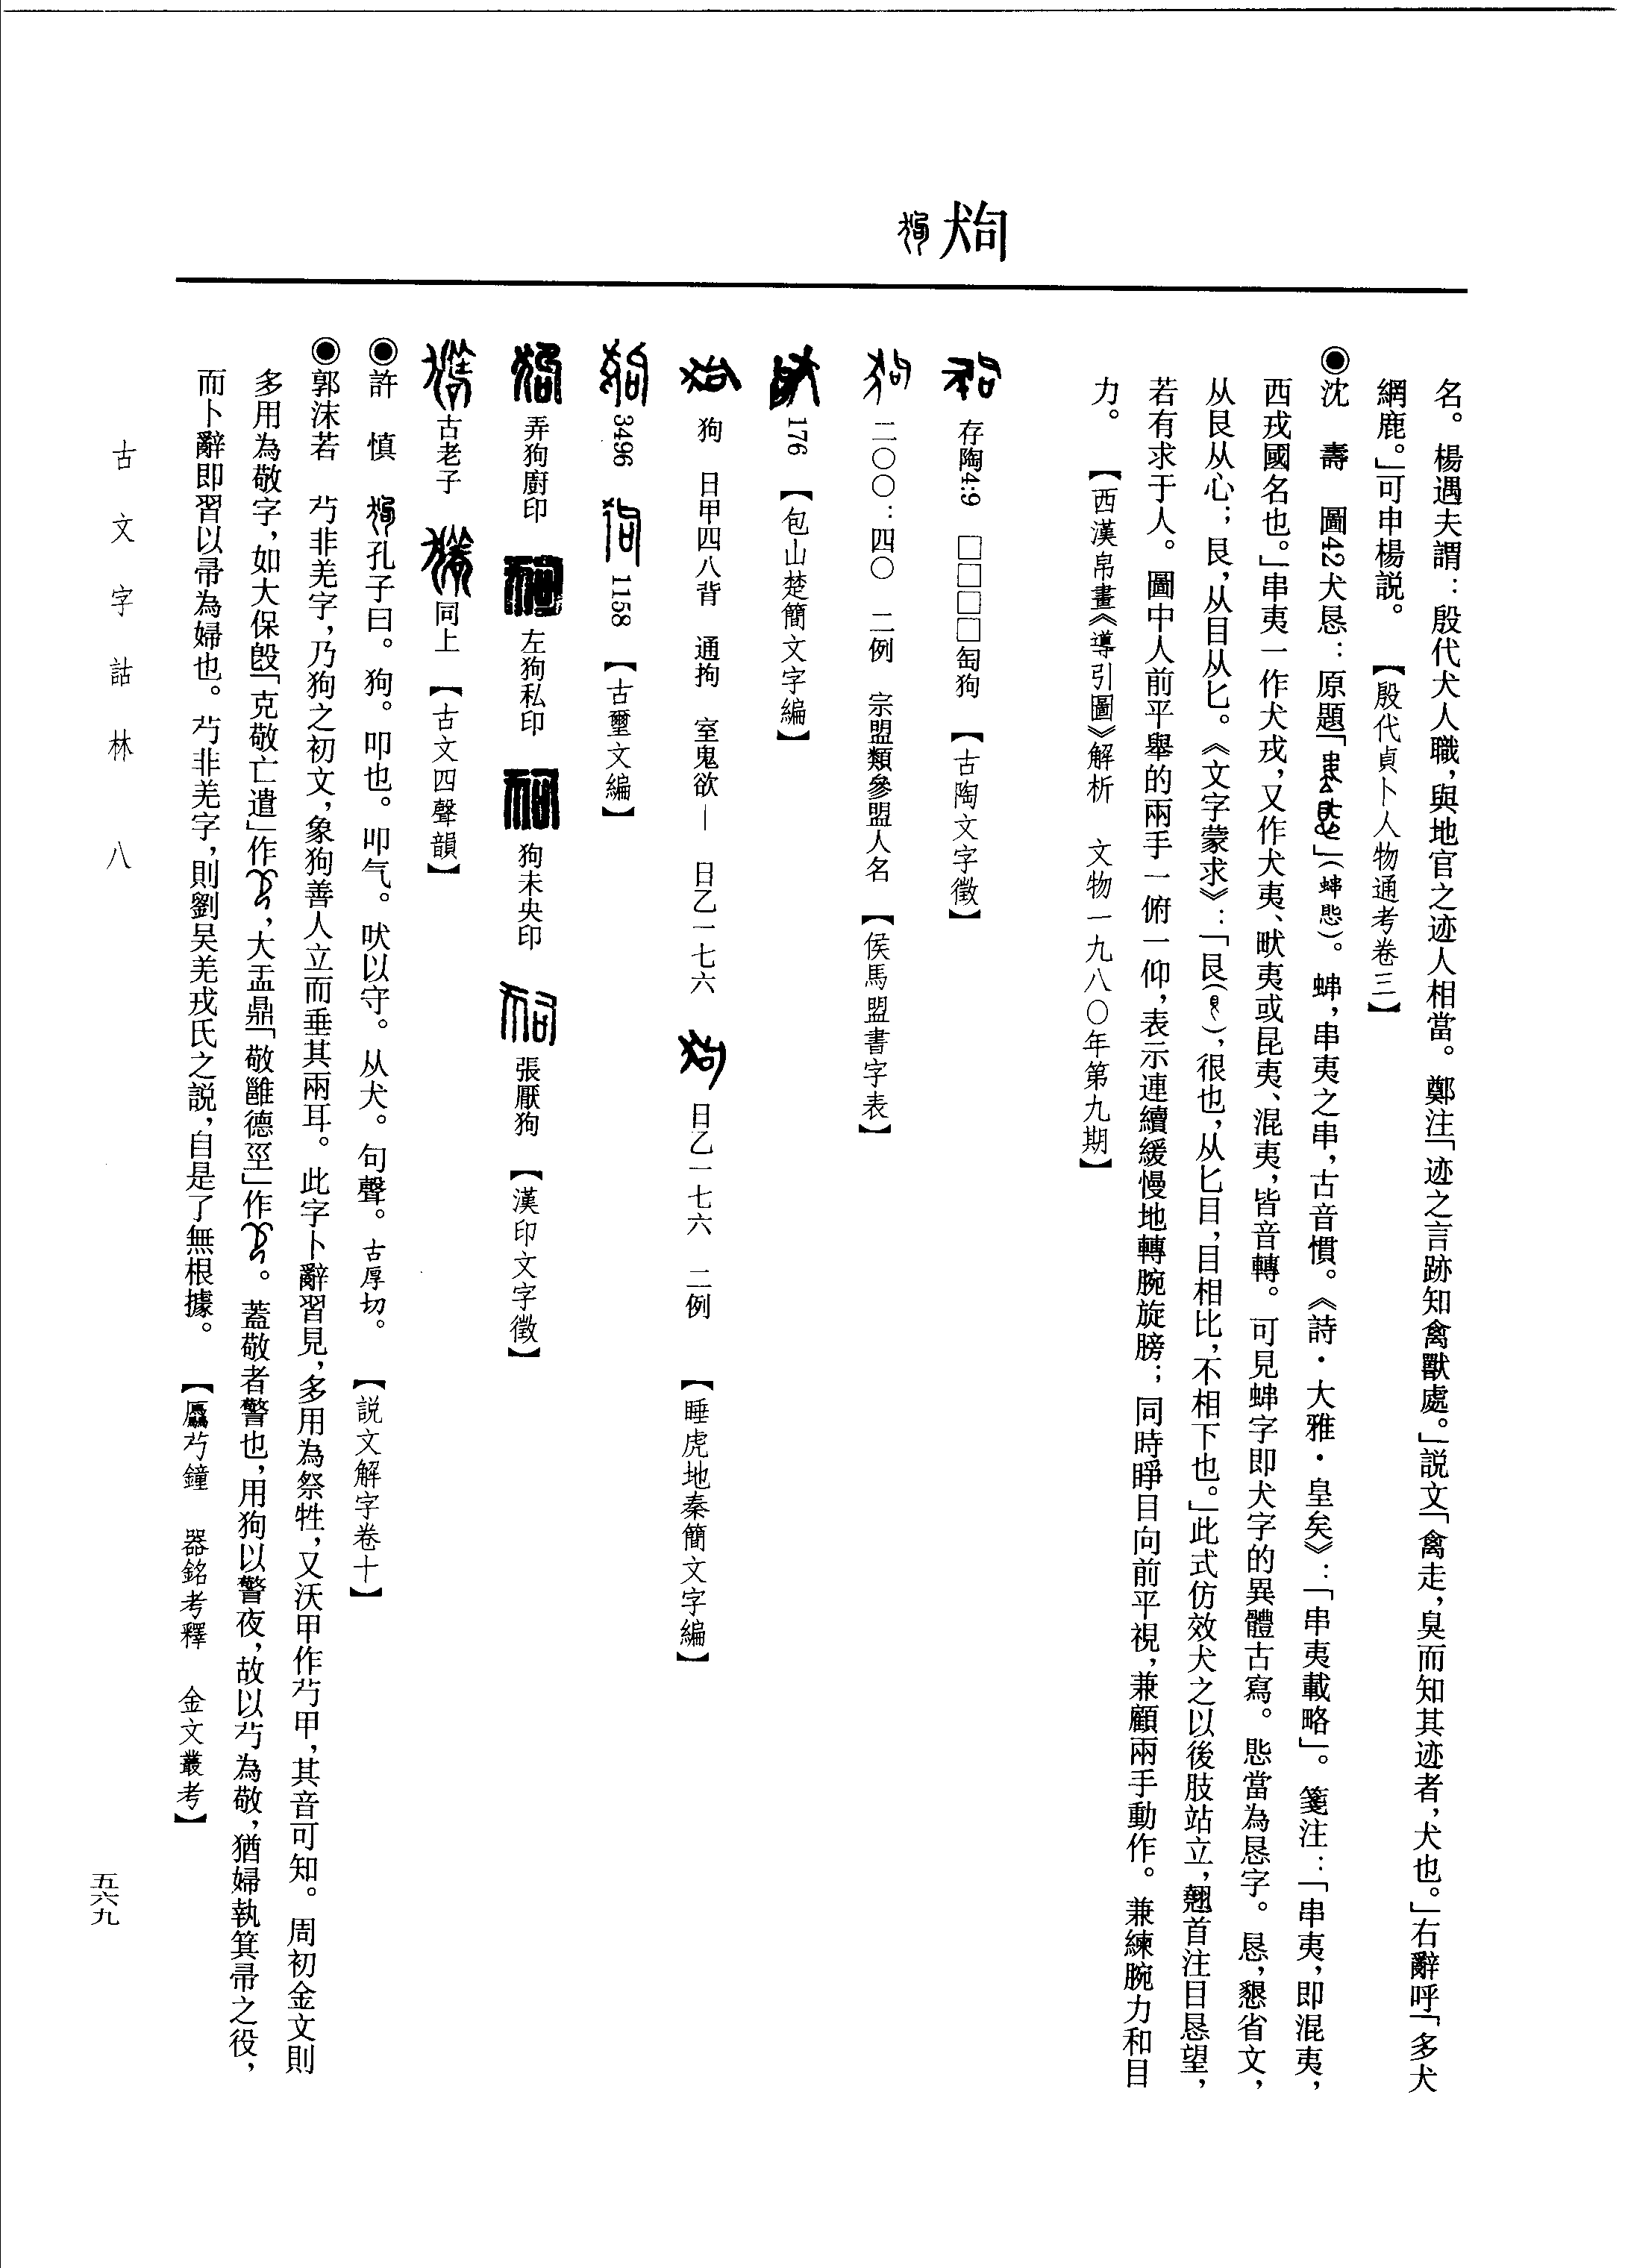 狗
名。楊遇夫謂：殷代犬人職，與地官之迹人相當。鄭注「迹之言跡知禽獸處。」説文「禽走，臭而知其迹者，犬也。」右辭呼「多犬
網鹿。」可申楊説。【殷代貞卜人物通考卷三】
◉沈　壽　圖42犬恳：原題「」（𧊒㤩）。𧊒，串夷之串，古音慣。《詩·大雅·皇矣》：「串夷載略」。箋注：「串夷，即混夷，
西戎國名也。」串夷一作犬戎，又作犬夷、畎夷或昆夷、混夷，皆音轉。可見字即犬字的異體古寫。當為恳字。恳，懇省文，
从艮从心；艮，从目从匕。《文字蒙求》：「艮（），很也，从匕目，目相比，不相下也。」此式仿效犬之以後肢站立，翹首注目恳望，
若有求于人。圖中人前平舉的兩手一俯一仰，表示連續緩慢地轉腕旋膀；同時睜目向前平視，兼顧兩手動作。兼練腕力和目
力。【西漢帛畫《導引圖》解析　文物一九八〇年第九期】
存陶4:9　□□□□匋狗【古陶文字徵】
二〇〇：四〇　二例　宗盟類參盟人名【侯馬盟書字表】
176【包山楚簡文字編】
狗　日甲四八背　通拘　室鬼欲—　日乙一七六　日乙一七六　二例【睡虎地秦簡文字編】
3496　1158【古璽文編】
弄狗廚印　左狗私印　狗未央印　張厭狗【漢印文字徵】
古老子　同上【古文四聲韻】
◉許　慎　孔子曰。狗。叩也。叩气。吠以守。从犬。句聲。古厚切。【説文解字卷十】
◉郭沫若　芍非羌字，乃狗之初文，象狗善人立而垂其兩耳。此字卜辭習見，多用為祭牲，又沃甲作芍甲，其音可知。周初金文則
多用為敬字，如大保𣪘「克敬亡遣」作，大盂鼎「敬雝德巠」作。蓋敬者警也，用狗以警夜，故以芍為敬，猶婦執箕帚之役，
而卜辭即習以帚為婦也。芍非羌字，則劉吴羌戎氏之説，自是了無根據。【芍鐘　器銘考釋　金文叢考】
古文字詁林　八
五六九